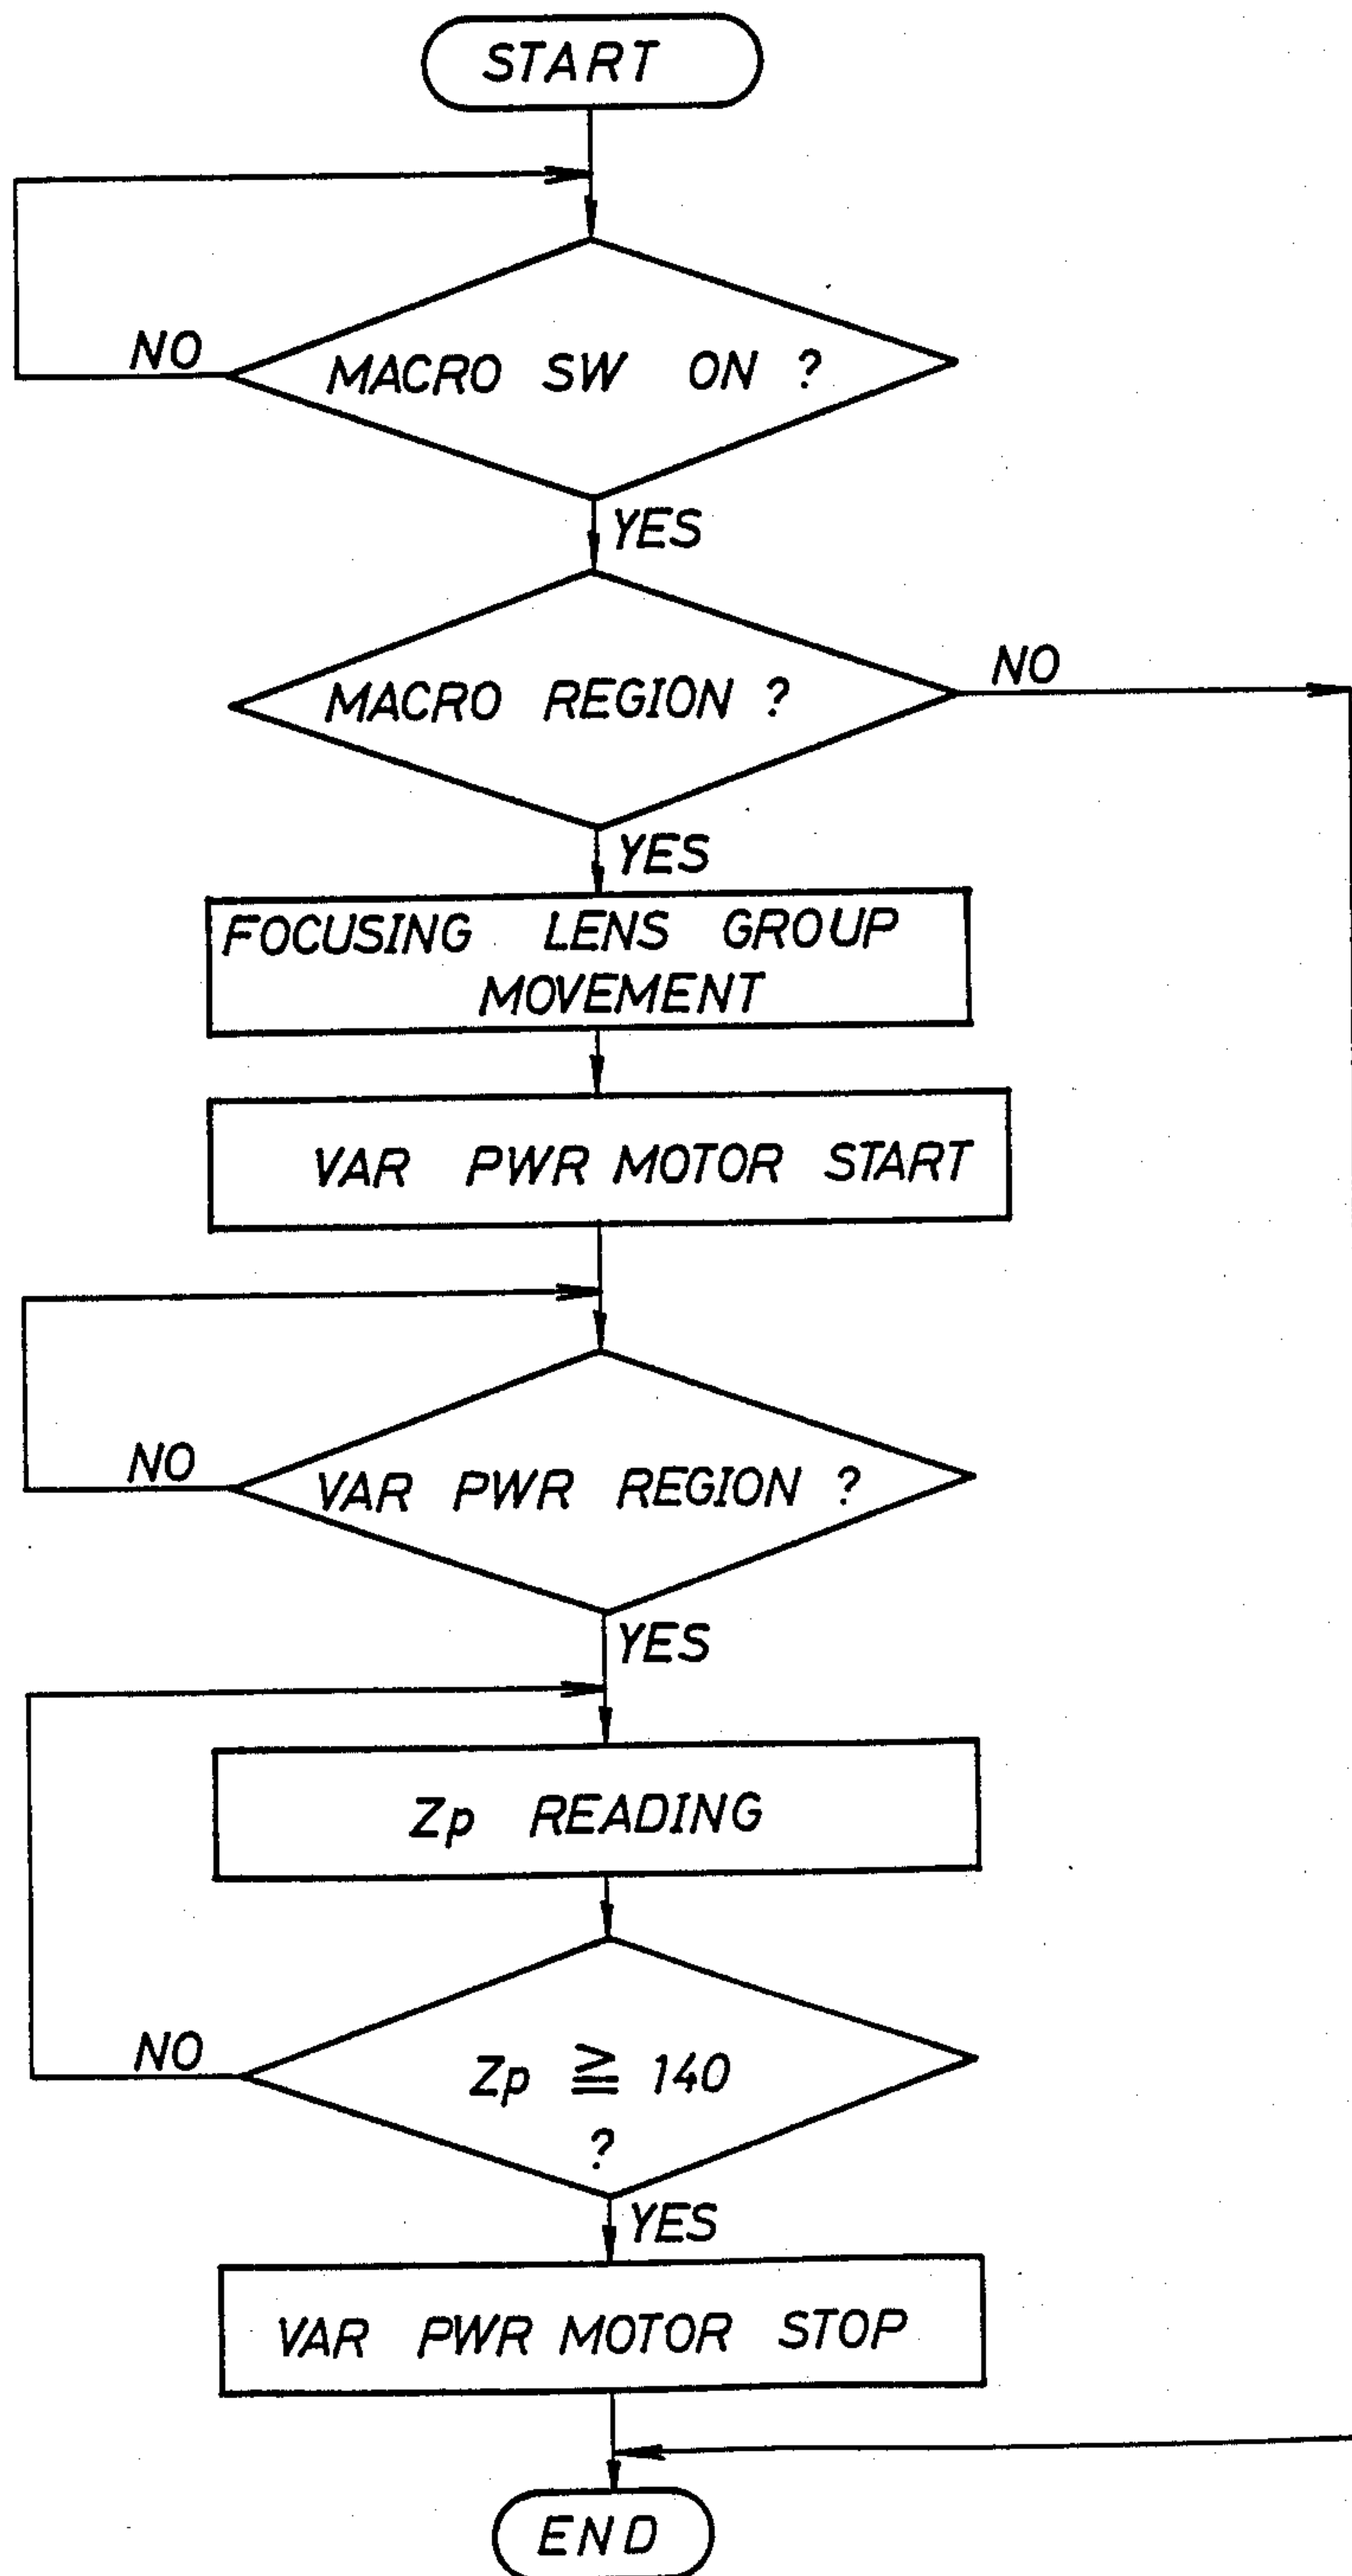 START
NO
MACRO SW ON ?
YES
NO
MACRO REGION ?
YES
FOCUSING LENS GROUP
MOVEMENT
VAR PWR MOTOR START
NO
VAR PWR REGION ?
YES
Zp READING
NO
Zp ≧ 140
?
YES
VAR PWR MOTOR STOP
END